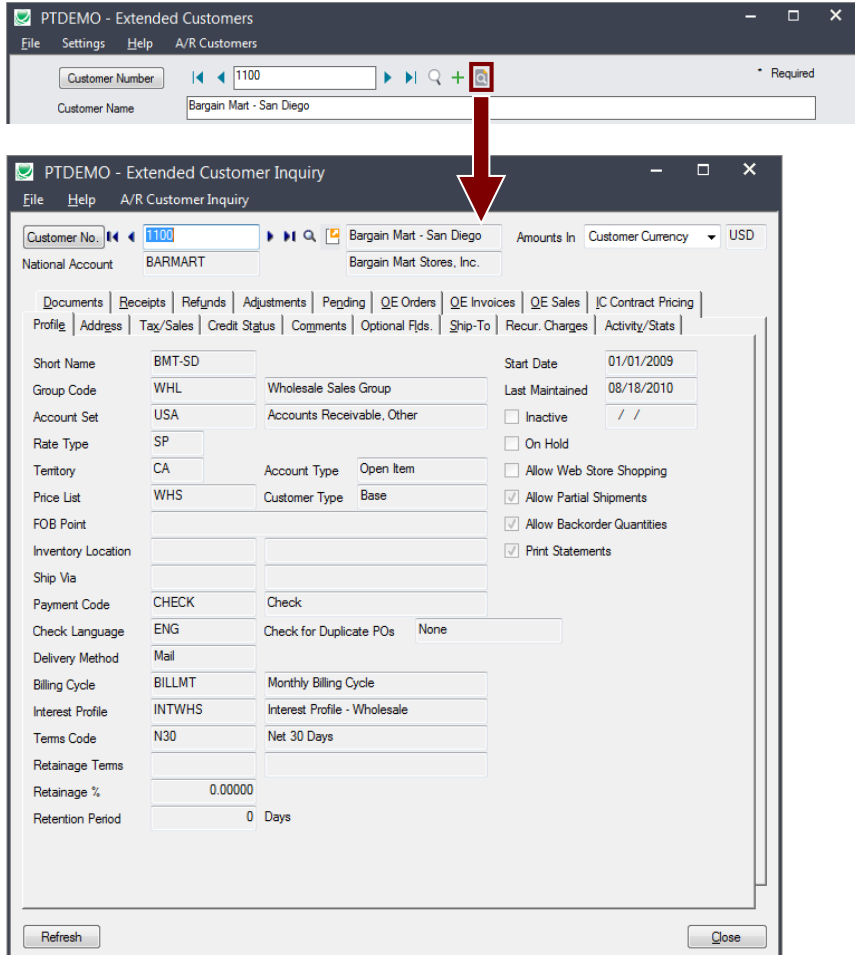 PTDEMO - Extended Customers
File Settings Help A/R Customers
Customer Number 1100 * Required
Customer Name Bargain Mart - San Diego
PTDEMO - Extended Customer Inquiry
File Help A/R Customer Inquiry
Customer No. 1100 Bargain Mart - San Diego Amounts In Customer Currency USD
National Account BARMART Bargain Mart Stores, Inc.
Documents Receipts Refunds Adjustments Pending OE Orders OE Invoices OE Sales IC Contract Pricing
Profile Address Tax/Sales Credit Status Comments Optional Flds. Ship-To Recur. Charges Activity/Stats
Short Name BMT-SD Start Date 01/01/2009
Group Code WHL Wholesale Sales Group Last Maintained 08/18/2010
Account Set USA Accounts Receivable, Other Inactive / /
Rate Type SP On Hold
Territory CA Account Type Open Item Allow Web Store Shopping
Price List WHS Customer Type Base Allow Partial Shipments
FOB Point Allow Backorder Quantities
Inventory Location Print Statements
Ship Via
Payment Code CHECK Check
Check Language ENG Check for Duplicate POs None
Delivery Method Mail
Billing Cycle BILLMT Monthly Billing Cycle
Interest Profile INTWHS Interest Profile - Wholesale
Terms Code N30 Net 30 Days
Retainage Terms
Retainage % 0.00000
Retention Period 0 Days
Refresh Close